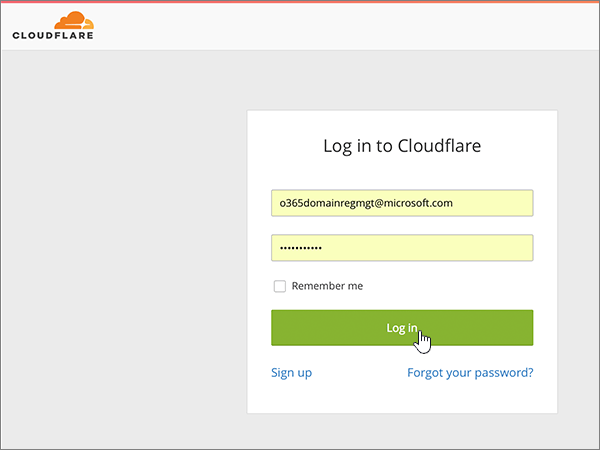 CLOUDFLARE
Log in to Cloudflare
o365domainregmgt@microsoft.com
•••••••••••
Remember me
Log in
Sign up
Forgot your password?